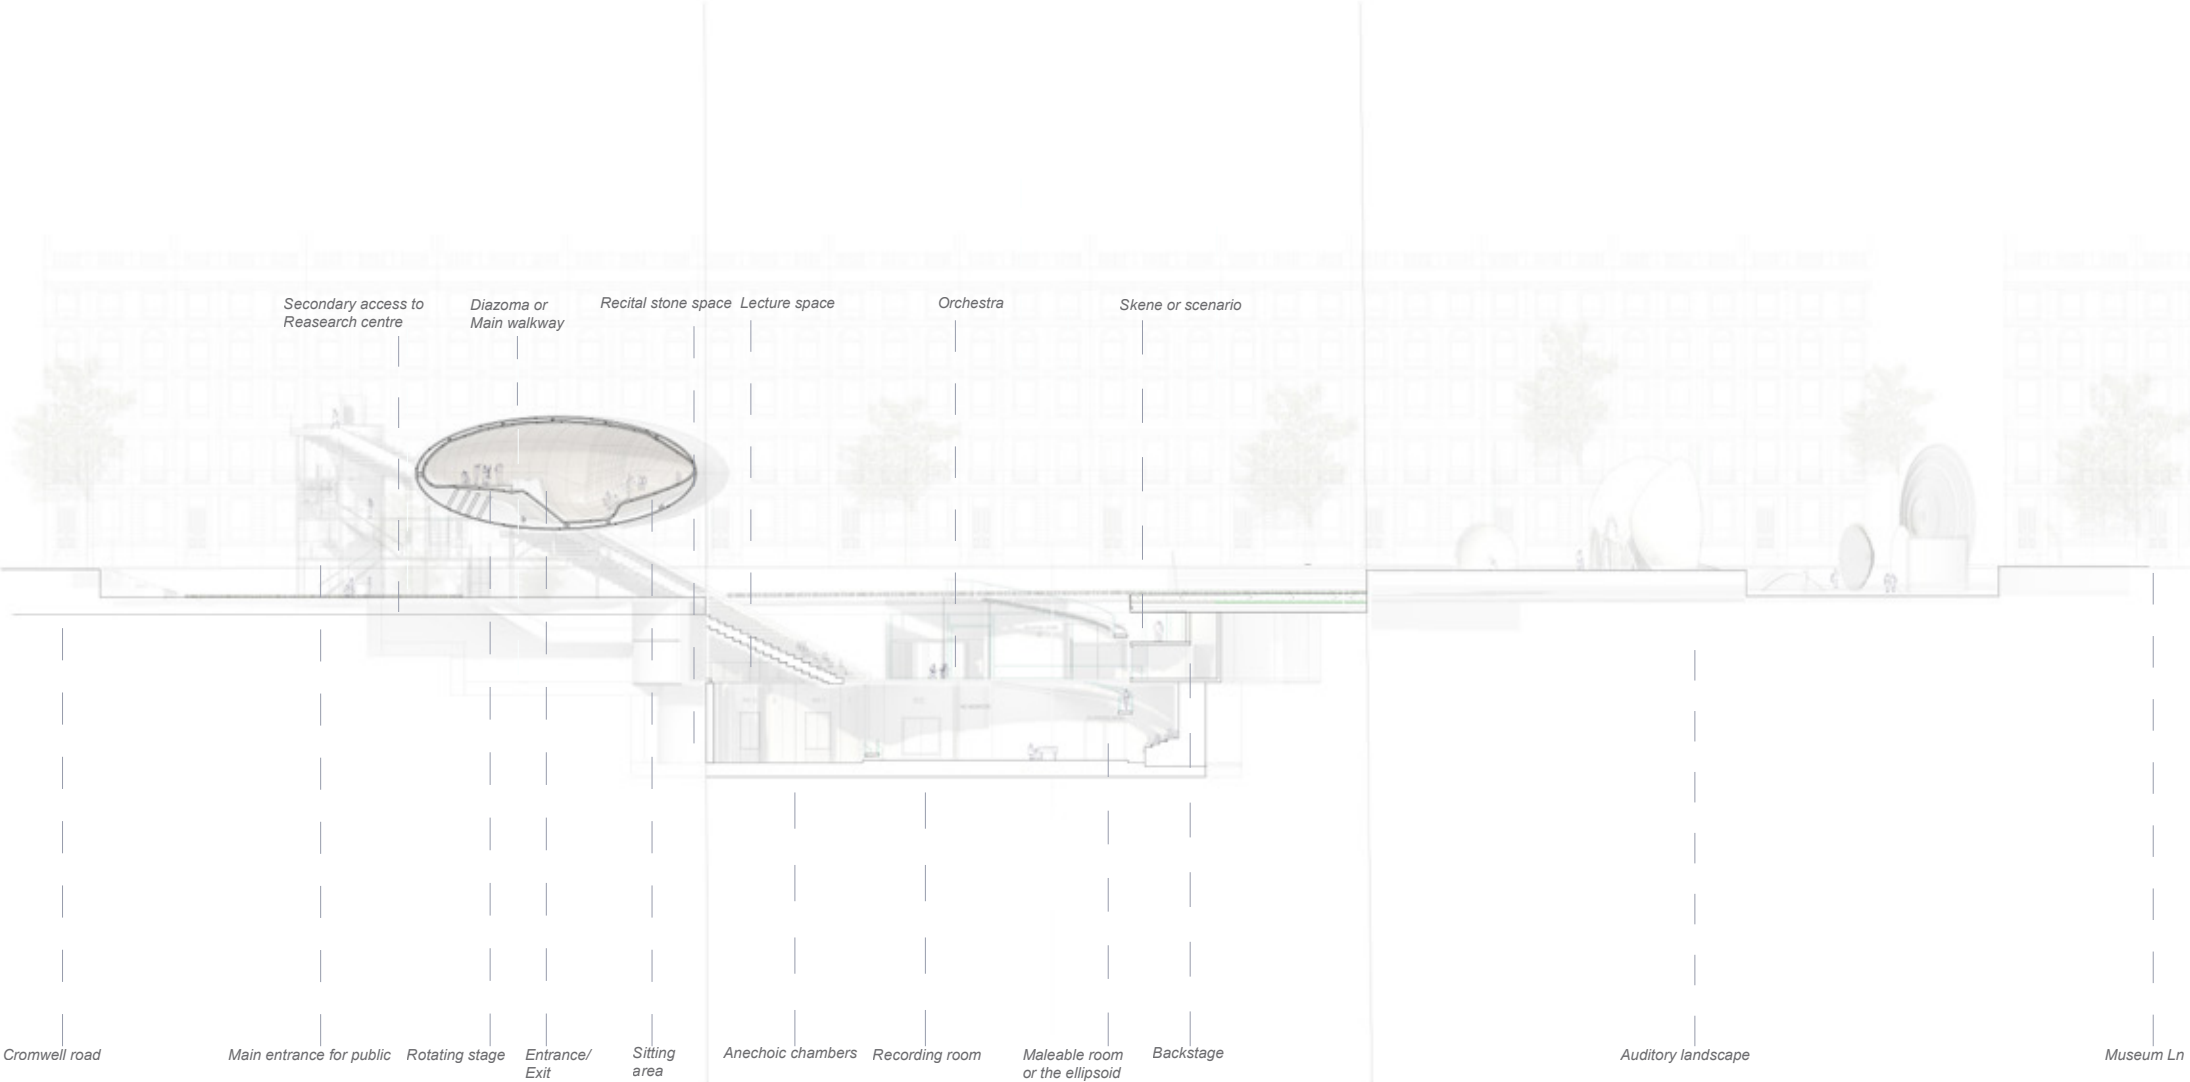 Secondary access to
Reasearch centre
Diazoma or
Main walkway
Recital stone space
Lecture space
Orchestra
Skene or scenario
Cromwell road
Main entrance for public
Rotating stage
Entrance/
Exit
Sitting
area
Anechoic chambers
Recording room
Maleable room
or the ellipsoid
Backstage
Auditory landscape
Museum Ln